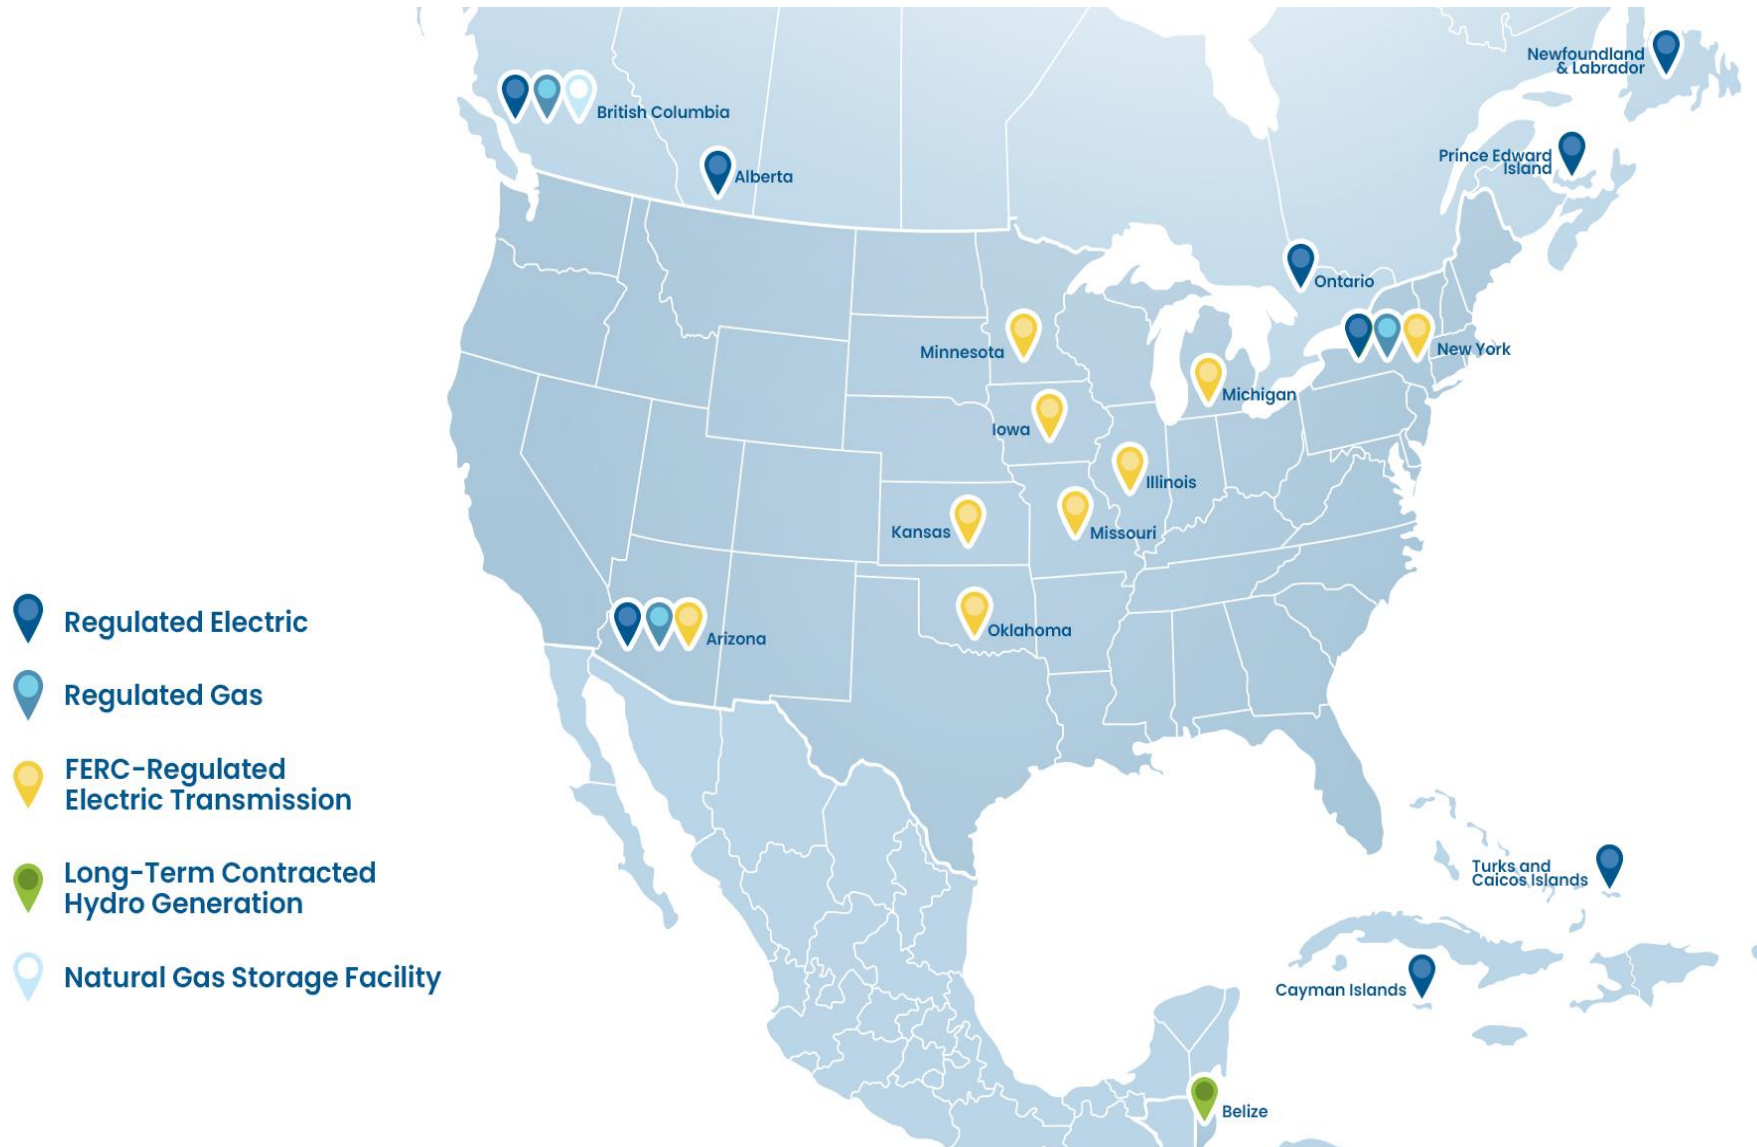 Newfoundland
& Labrador
British Columbia
Prince Edward
Island
Alberta
Ontario
Minnesota
New York
Michigan
Iowa
Illinois
Kansas
Missouri
Regulated Electric
Arizona
Oklahoma
Regulated Gas
FERC-Regulated
Electric Transmission
Long-Term Contracted
Hydro Generation
Turks and
Caicos Islands
Natural Gas Storage Facility
Cayman Islands
Belize